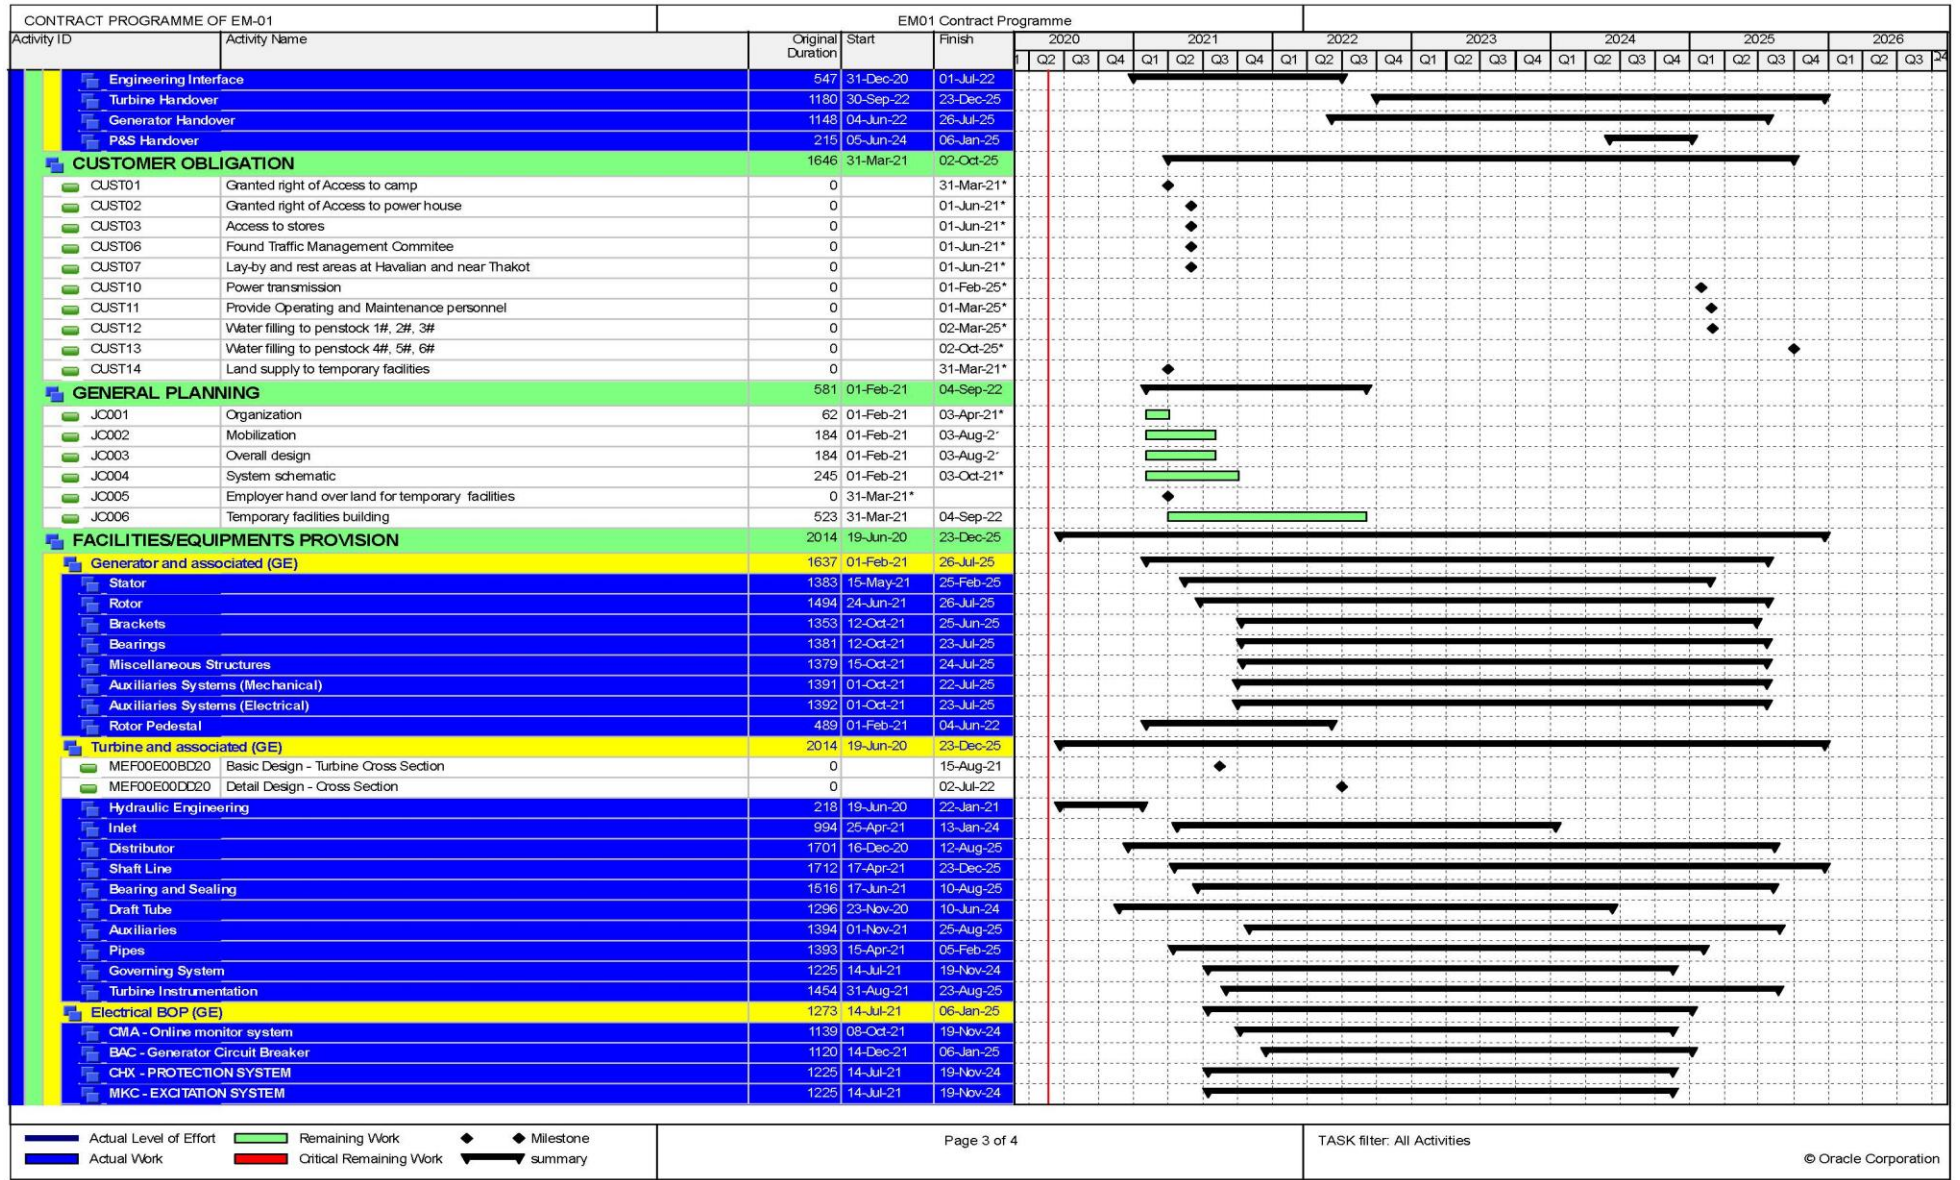 CONTRACT PROGRAMME OF EM-01 EM01 Contract Programme
Activity ID Activity Name Original Duration Start Finish 2020 2021 2022 2023 2024 2025 2026
Q2 Q3 Q4 Q1 Q2 Q3 Q4 Q1 Q2 Q3 Q4 Q1 Q2 Q3 Q4 Q1 Q2 Q3 Q4 Q1 Q2 Q3 Q4 Q1 Q2 Q3
Engineering Interface 547 31-Dec-20 01-Jul-22
Turbine Handover 1180 30-Sep-22 23-Dec-25
Generator Handover 1148 04-Jun-22 26-Jul-25
P&S Handover 215 05-Jun-24 06-Jan-25
CUSTOMER OBLIGATION 1646 31-Mar-21 02-Oct-25
CUST01 Granted right of Access to camp 0 31-Mar-21*
CUST02 Granted right of Access to power house 0 01-Jun-21*
CUST03 Access to stores 0 01-Jun-21*
CUST06 Found Traffic Management Commitee 0 01-Jun-21*
CUST07 Lay-by and rest areas at Havalian and near Thakot 0 01-Jun-21*
CUST10 Power transmission 0 01-Feb-25*
CUST11 Provide Operating and Maintenance personnel 0 01-Mar-25*
CUST12 Water filling to penstock 1#, 2#, 3# 0 02-Mar-25*
CUST13 Water filling to penstock 4#, 5#, 6# 0 02-Oct-25*
CUST14 Land supply to temporary facilities 0 31-Mar-21*
GENERAL PLANNING 581 01-Feb-21 04-Sep-22
JC001 Organization 62 01-Feb-21 03-Apr-21*
JC002 Mobilization 184 01-Feb-21 03-Aug-2
JC003 Overall design 184 01-Feb-21 03-Aug-2
JC004 System schematic 245 01-Feb-21 03-Oct-21*
JC005 Employer hand over land for temporary facilities 0 31-Mar-21*
JC006 Temporary facilities building 523 31-Mar-21 04-Sep-22
FACILITIES/EQUIPMENTS PROVISION 2014 19-Jun-20 23-Dec-25
Generator and associated (GE) 1637 01-Feb-21 26-Jul-25
Stator 1383 15-May-21 25-Feb-25
Rotor 1494 24-Jun-21 26-Jul-25
Brackets 1353 12-Oct-21 25-Jun-25
Bearings 1381 12-Oct-21 23-Jul-25
Miscellaneous Structures 1379 15-Oct-21 24-Jul-25
Auxiliaries Systems (Mechanical) 1391 01-Oct-21 22-Jul-25
Auxiliaries Systems (Electrical) 1392 01-Oct-21 23-Jul-25
Rotor Pedestal 489 01-Feb-21 04-Jun-22
Turbine and associated (GE) 2014 19-Jun-20 23-Dec-25
MEF00E00BD20 Basic Design - Turbine Cross Section 0 15-Aug-21
MEF00E00DD20 Detail Design - Cross Section 0 02-Jul-22
Hydraulic Engineering 218 19-Jun-20 22-Jan-21
Inlet 994 25-Apr-21 13-Jan-24
Distributor 1701 16-Dec-20 12-Aug-25
Shaft Line 1712 17-Apr-21 23-Dec-25
Bearing and Sealing 1516 17-Jun-21 10-Aug-25
Draft Tube 1296 23-Nov-20 10-Jun-24
Auxiliaries 1394 01-Nov-21 25-Aug-25
Pipes 1393 15-Apr-21 05-Feb-25
Governing System 1225 14-Jul-21 19-Nov-24
Turbine Instrumentation 1454 31-Aug-21 23-Aug-25
Electrical BOP (GE) 1273 14-Jul-21 06-Jan-25
CMA - Online monitor system 1139 08-Oct-21 19-Nov-24
BAC - Generator Circuit Breaker 1120 14-Dec-21 06-Jan-25
CHX - PROTECTION SYSTEM 1225 14-Jul-21 19-Nov-24
MKC - EXCITATION SYSTEM 1225 14-Jul-21 19-Nov-24
Actual Level of Effort Remaining Work Milestone Page 3 of 4 TASK filter: All Activities
Actual Work Critical Remaining Work summary
© Oracle Corporation